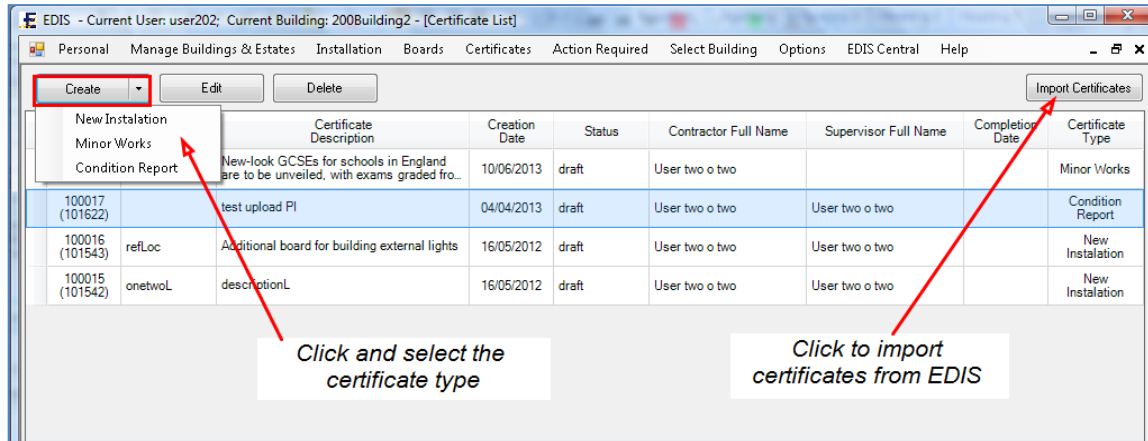 EDIS - Current User: user202; Current Building: 200Building2 - [Certificate List]
Personal Manage Buildings & Estates Installation Boards Certificates Action Required Select Building Options EDIS Central Help
Create Edit Delete Import Certificates
New Instalation
Minor Works
Condition Report
Certificate Description Creation Date Status Contractor Full Name Supervisor Full Name Completion Date Certificate Type
New-look GCSEs for schools in England
are to be unveiled, with exams graded fro... 10/06/2013 draft User two o two Minor Works
100017 (101622) test upload PI 04/04/2013 draft User two o two User two o two Condition Report
100016 (101543) refLoc Additional board for building external lights 16/05/2012 draft User two o two User two o two New Instalation
100015 (101542) onetwoL descriptionL 16/05/2012 draft User two o two User two o two New Instalation
Click and select the
certificate type
Click to import
certificates from EDIS